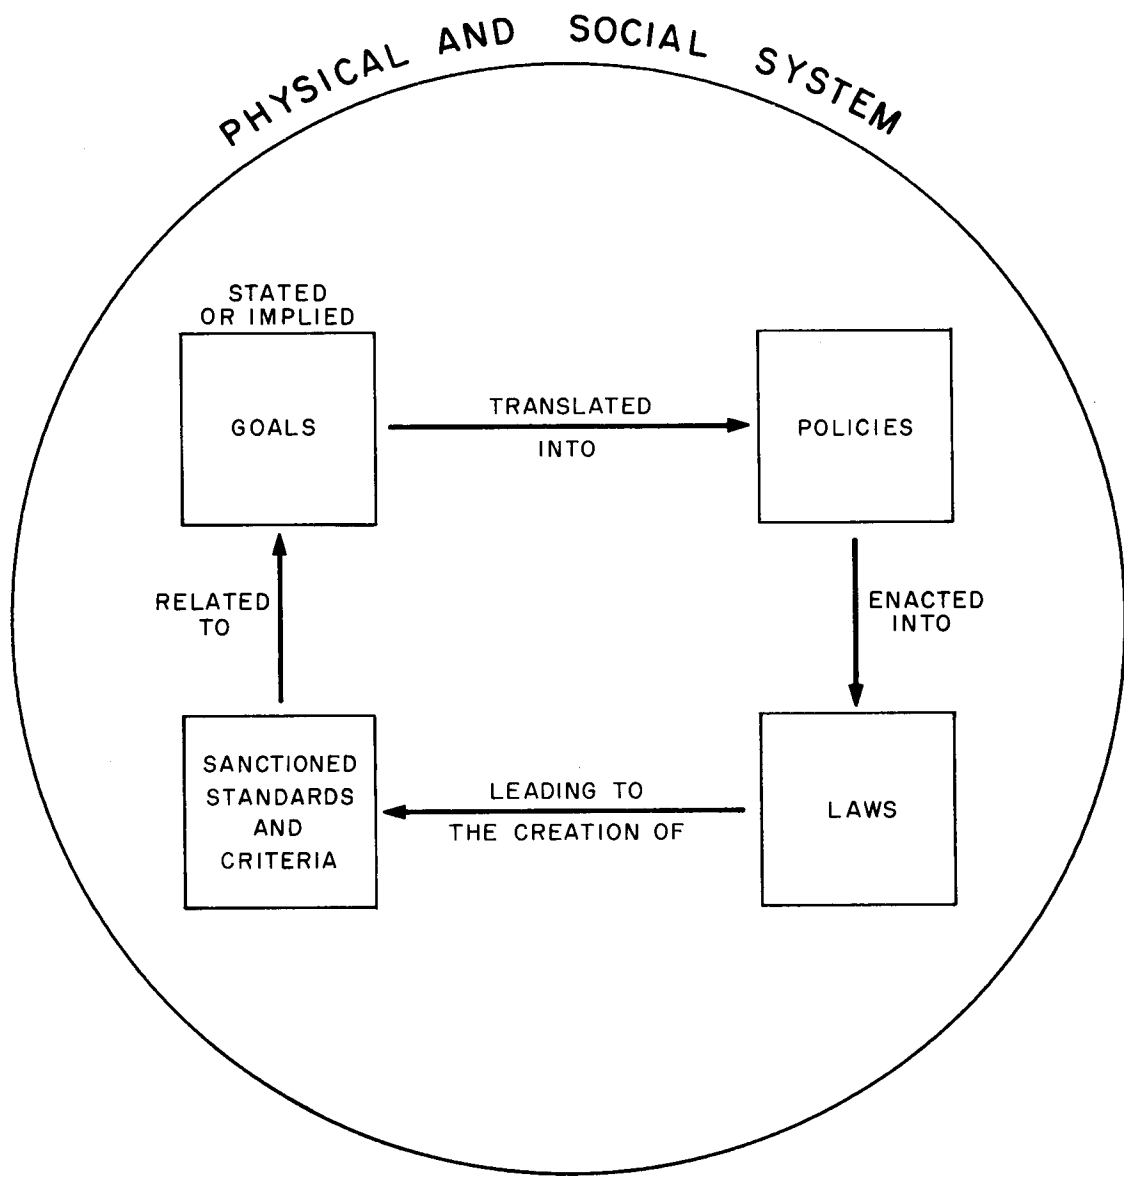 PHYSICAL AND SOCIAL SYSTEM
STATED
OR IMPLIED
GOALS
TRANSLATED
INTO
POLICIES
RELATED
TO
ENACTED
INTO
SANCTIONED
STANDARDS
AND
CRITERIA
LEADING TO
THE CREATION OF
LAWS